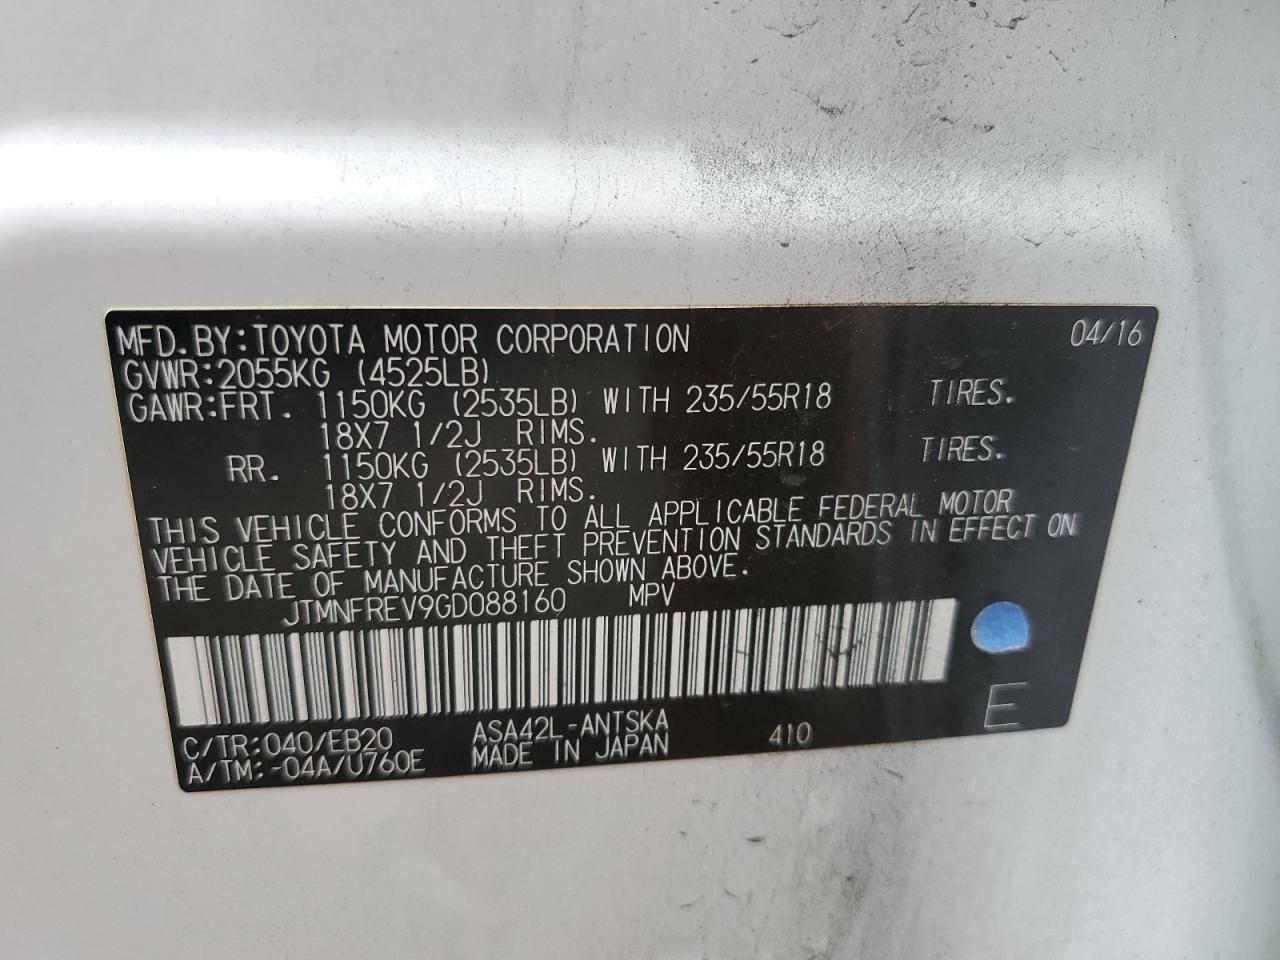 MFD.BY:TOYOTA MOTOR CORPORATION 04/16
GVWR:2055KG (4525LB)
GAWR:FRT. 1150KG (2535LB) WITH 235/55R18 TIRES.
18X7 1/2J RIMS.
RR. 1150KG (2535LB) WITH 235/55R18 TIRES.
18X7 1/2J RIMS.
THIS VEHICLE CONFORMS TO ALL APPLICABLE FEDERAL MOTOR
VEHICLE SAFETY AND THEFT PREVENTION STANDARDS IN EFFECT ON
THE DATE OF MANUFACTURE SHOWN ABOVE.
JTMNFREV9GD088160 MPV
E
C/TR:040/EB20 ASA42L-ANTSKA 410
A/TM:-04A/U760E MADE IN JAPAN